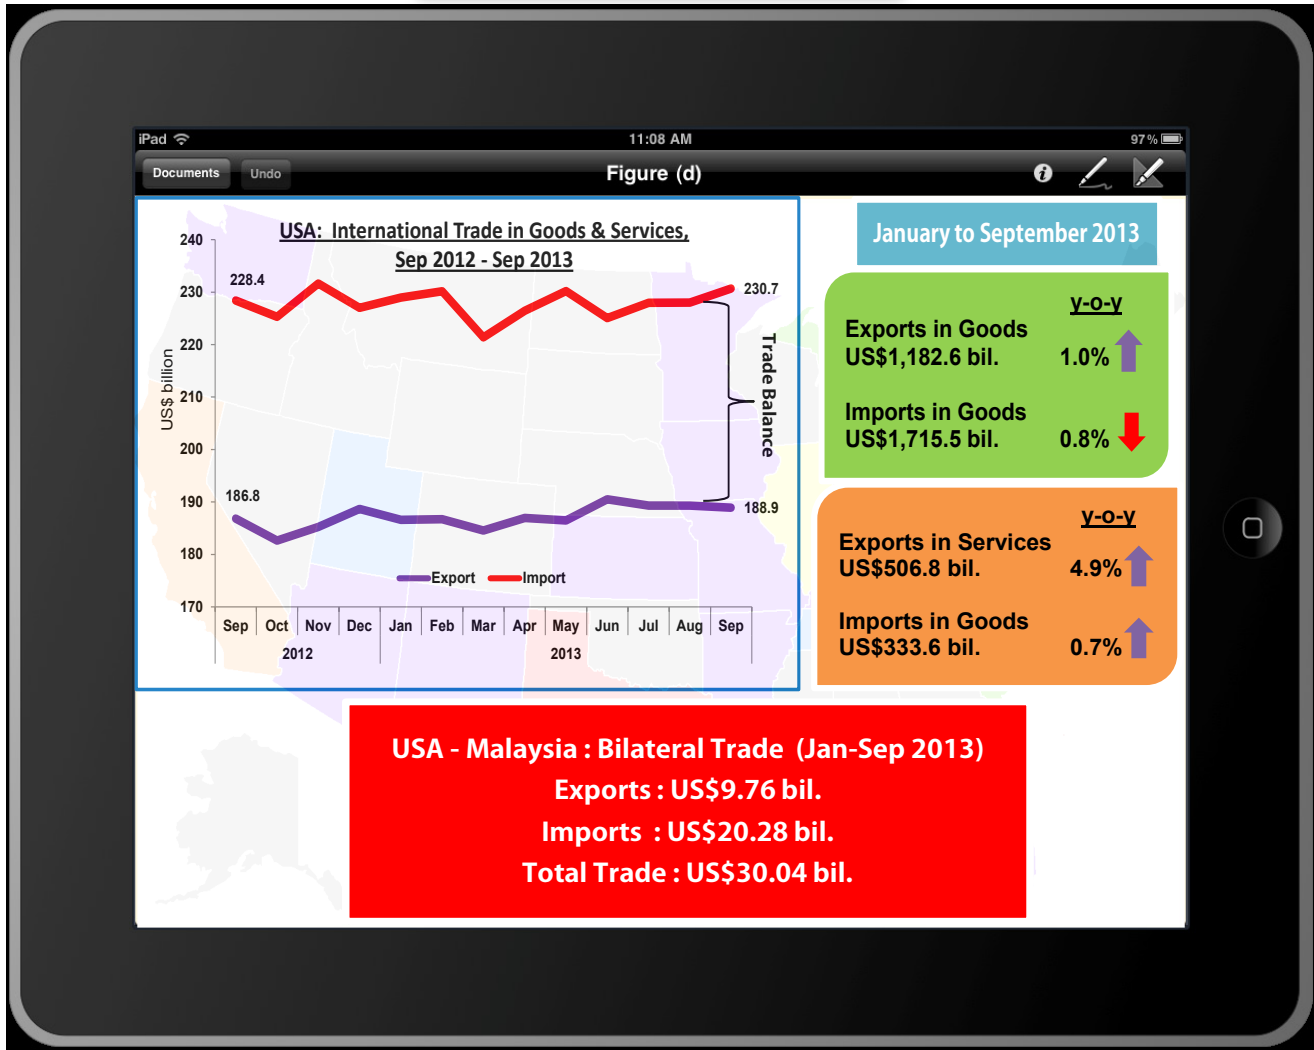 iPad
11:08 AM
97%
Documents
Undo
Figure (d)
USA:  International Trade in Goods & Services,
Sep 2012 - Sep 2013
US$ billion
240
230
220
210
200
190
180
170
228.4
230.7
186.8
188.9
Trade Balance
Export
Import
Sep Oct Nov Dec Jan Feb Mar Apr May Jun Jul Aug Sep
2012 2013
January to September 2013
y-o-y
Exports in Goods
US$1,182.6 bil. 1.0%
Imports in Goods
US$1,715.5 bil. 0.8%
y-o-y
Exports in Services
US$506.8 bil. 4.9%
Imports in Goods
US$333.6 bil. 0.7%
USA - Malaysia : Bilateral Trade  (Jan-Sep 2013)
Exports : US$9.76 bil.
Imports  : US$20.28 bil.
Total Trade : US$30.04 bil.